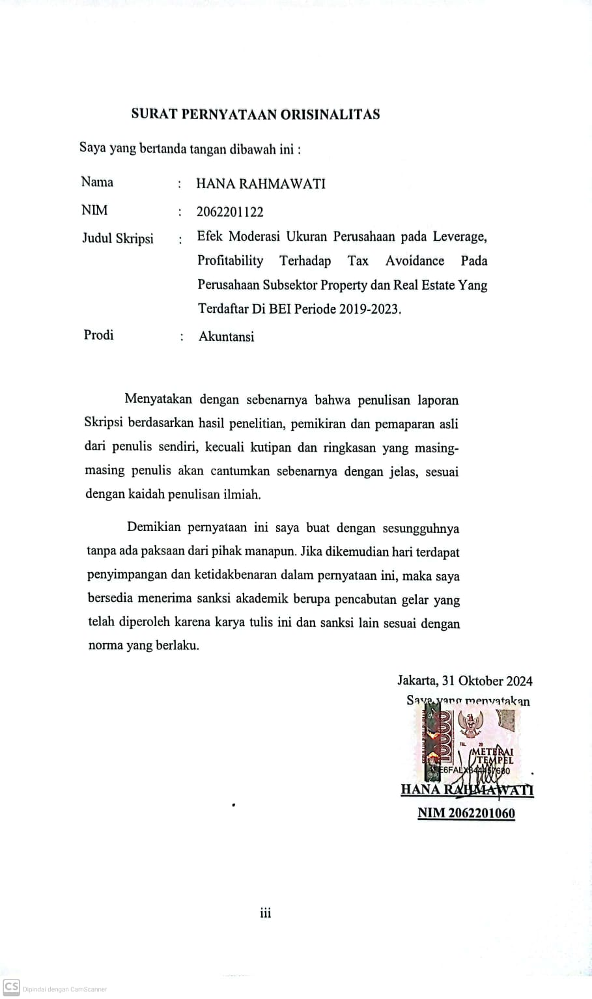 SURAT PERNYATAAN ORISINALITAS
Saya yang bertanda tangan dibawah ini :
Nama : HANA RAHMAWATI
NIM : 2062201122
Judul Skripsi : Efek Moderasi Ukuran Perusahaan pada Leverage,
Profitability Terhadap Tax Avoidance Pada
Perusahaan Subsektor Property dan Real Estate Yang
Terdaftar Di BEI Periode 2019-2023.
Prodi : Akuntansi
Menyatakan dengan sebenarnya bahwa penulisan laporan
Skripsi berdasarkan hasil penelitian, pemikiran dan pemaparan asli
dari penulis sendiri, kecuali kutipan dan ringkasan yang masing-
masing penulis akan cantumkan sebenarnya dengan jelas, sesuai
dengan kaidah penulisan ilmiah.
Demikian pernyataan ini saya buat dengan sesungguhnya
tanpa ada paksaan dari pihak manapun. Jika dikemudian hari terdapat
penyimpangan dan ketidakbenaran dalam pernyataan ini, maka saya
bersedia menerima sanksi akademik berupa pencabutan gelar yang
telah diperoleh karena karya tulis ini dan sanksi lain sesuai dengan
norma yang berlaku.
Jakarta, 31 Oktober 2024
Saya yang menyatakan
TGL. 20
METERAI
TEMPEL
HANA RAHMAWATI
NIM 2062201060
iii
CS Dipindai dengan CamScanner